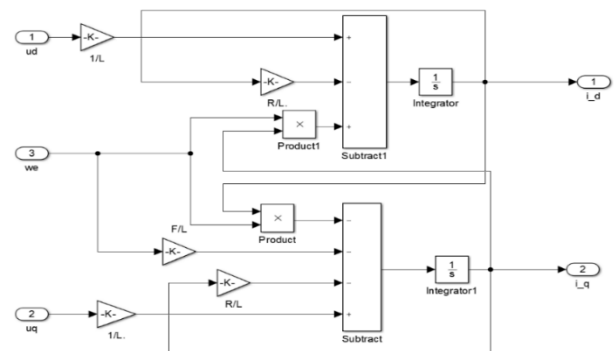 1
ud
-K-
1/L
-K-
R/L.
+
−
+
Subtract1
1
s
Integrator
1
i_d
×
Product1
3
we
×
Product
F/L
-K-
-K-
R/L
2
uq
-K-
1/L.
−
−
−
+
Subtract
1
s
Integrator1
2
i_q